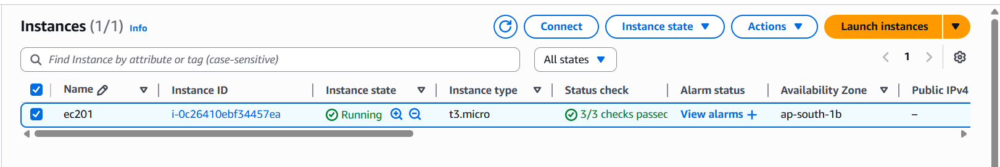 Instances (1/1) Info Connect Instance state Actions Launch instances
Find Instance by attribute or tag (case-sensitive) All states 1
Name Instance ID Instance state Instance type Status check Alarm status Availability Zone Public IPv4
ec201 i-0c26410ebf34457ea Running t3.micro 3/3 checks passed View alarms + ap-south-1b –